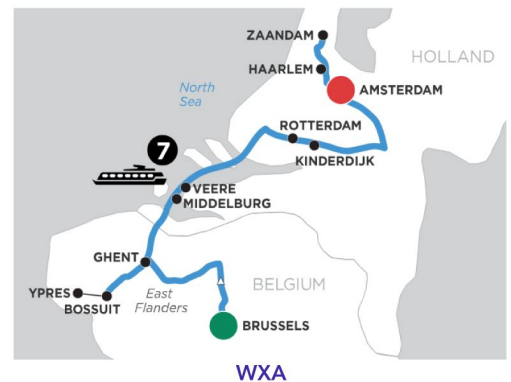 ZAANDAM
HOLLAND
HAARLEM
North
Sea
AMSTERDAM
ROTTERDAM
7
KINDERDIJK
VEERE
MIDDELBURG
GHENT
BELGIUM
YPRES
East
Flanders
BOSSUIT
BRUSSELS
WXA